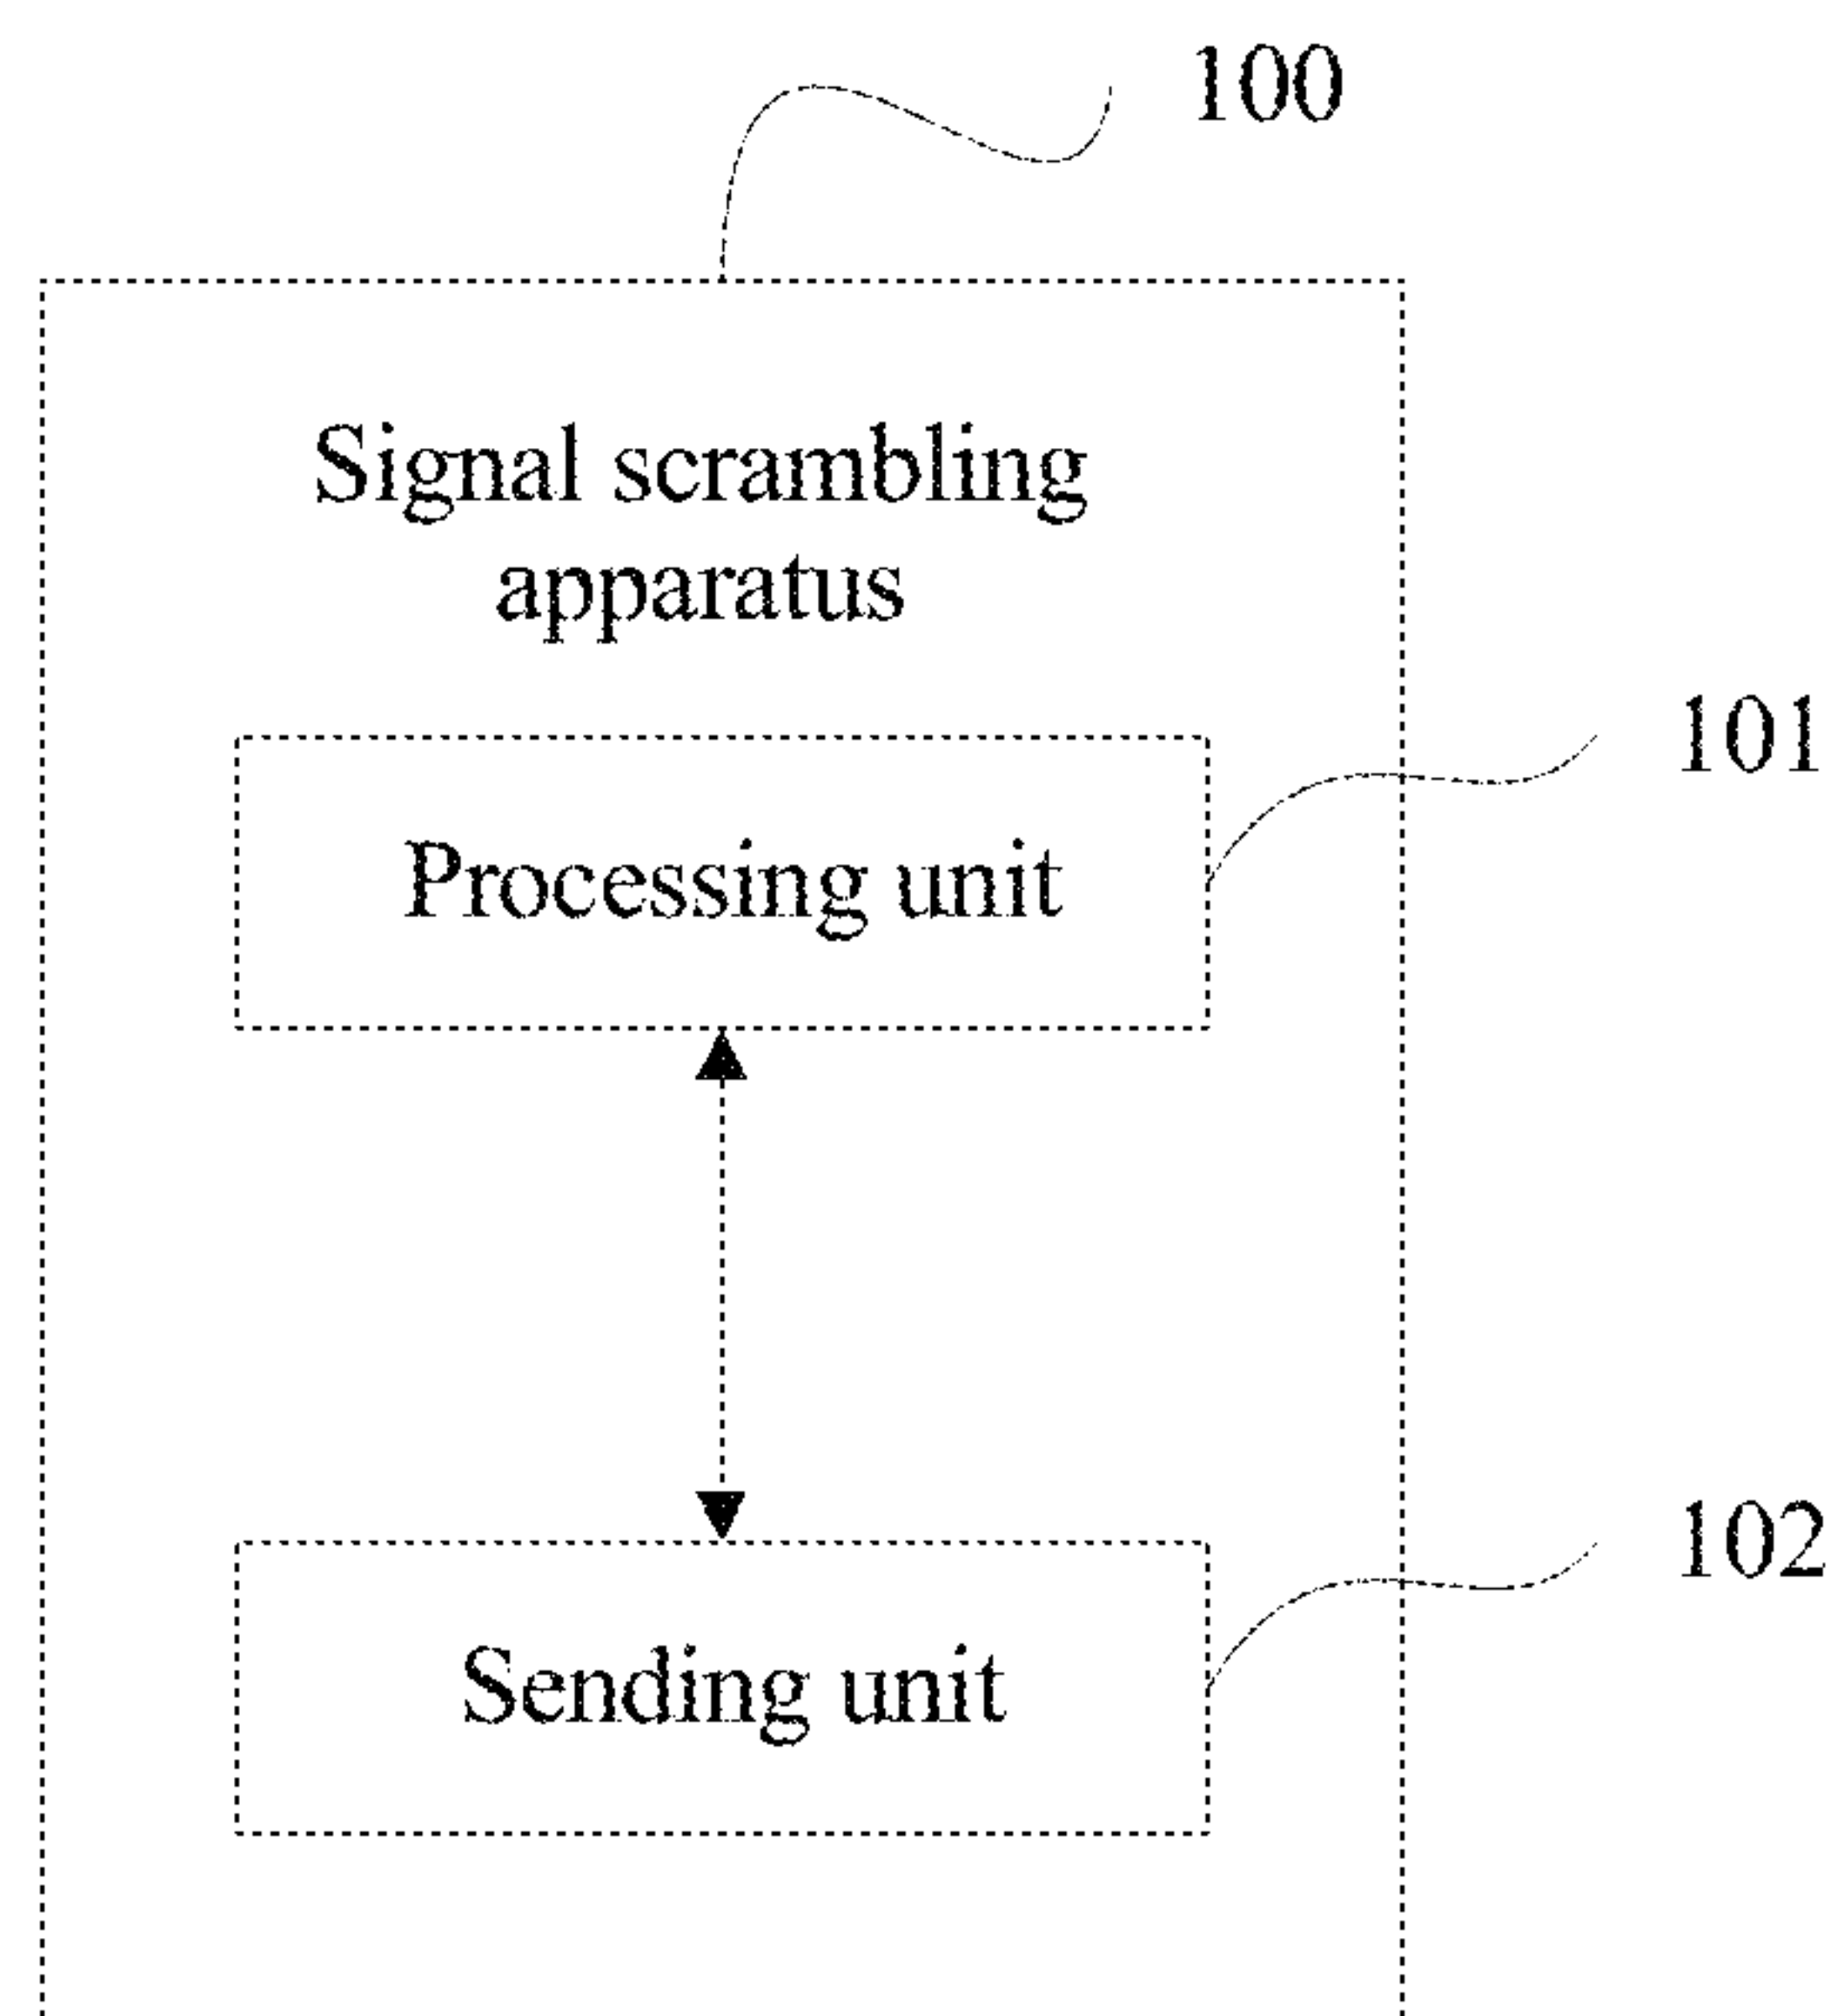 100
Signal scrambling
apparatus
101
Processing unit
102
Sending unit